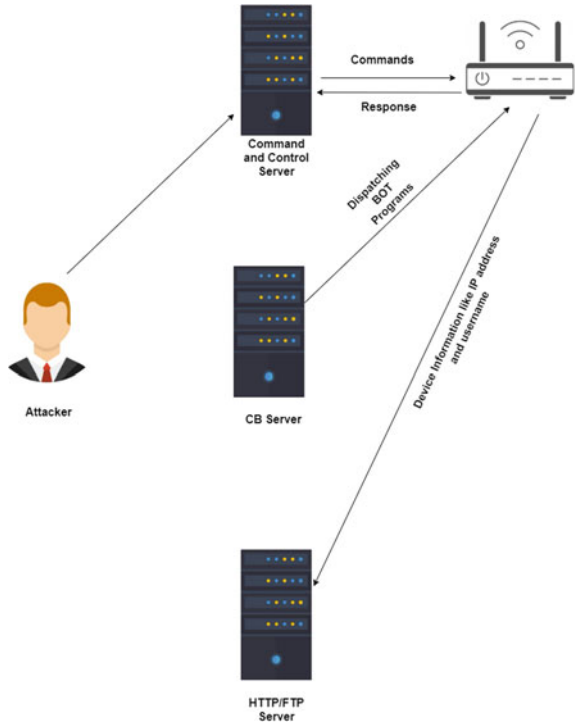 Commands
Response
Command
and Control
Server
Dispatching
BOT
Programs
Device Information like IP address
and username
Attacker
CB Server
HTTP/FTP
Server